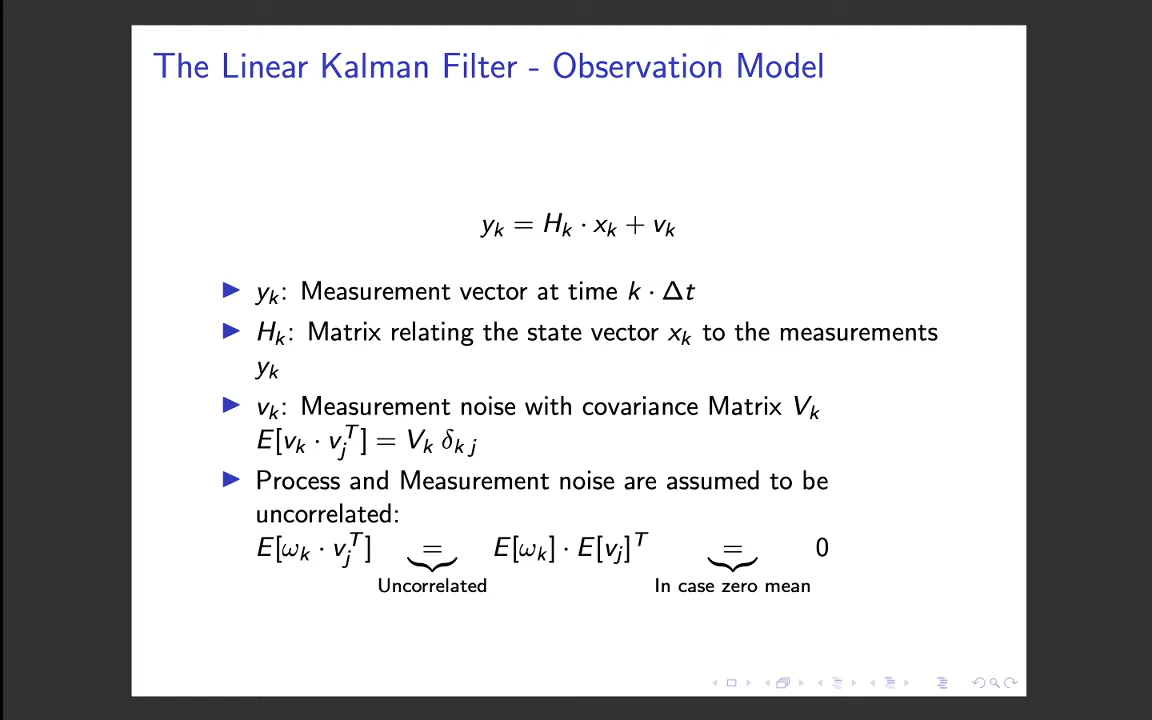 The Linear Kalman Filter - Observation Model
y_k = H_k · x_k + v_k
▶ y_k: Measurement vector at time k · Δt
▶ H_k: Matrix relating the state vector x_k to the measurements
y_k
▶ v_k: Measurement noise with covariance Matrix V_k
E[v_k · v_j^T] = V_k δ_{k j}
▶ Process and Measurement noise are assumed to be
uncorrelated:
E[ω_k · v_j^T] = E[ω_k] · E[v_j]^T = 0
Uncorrelated In case zero mean